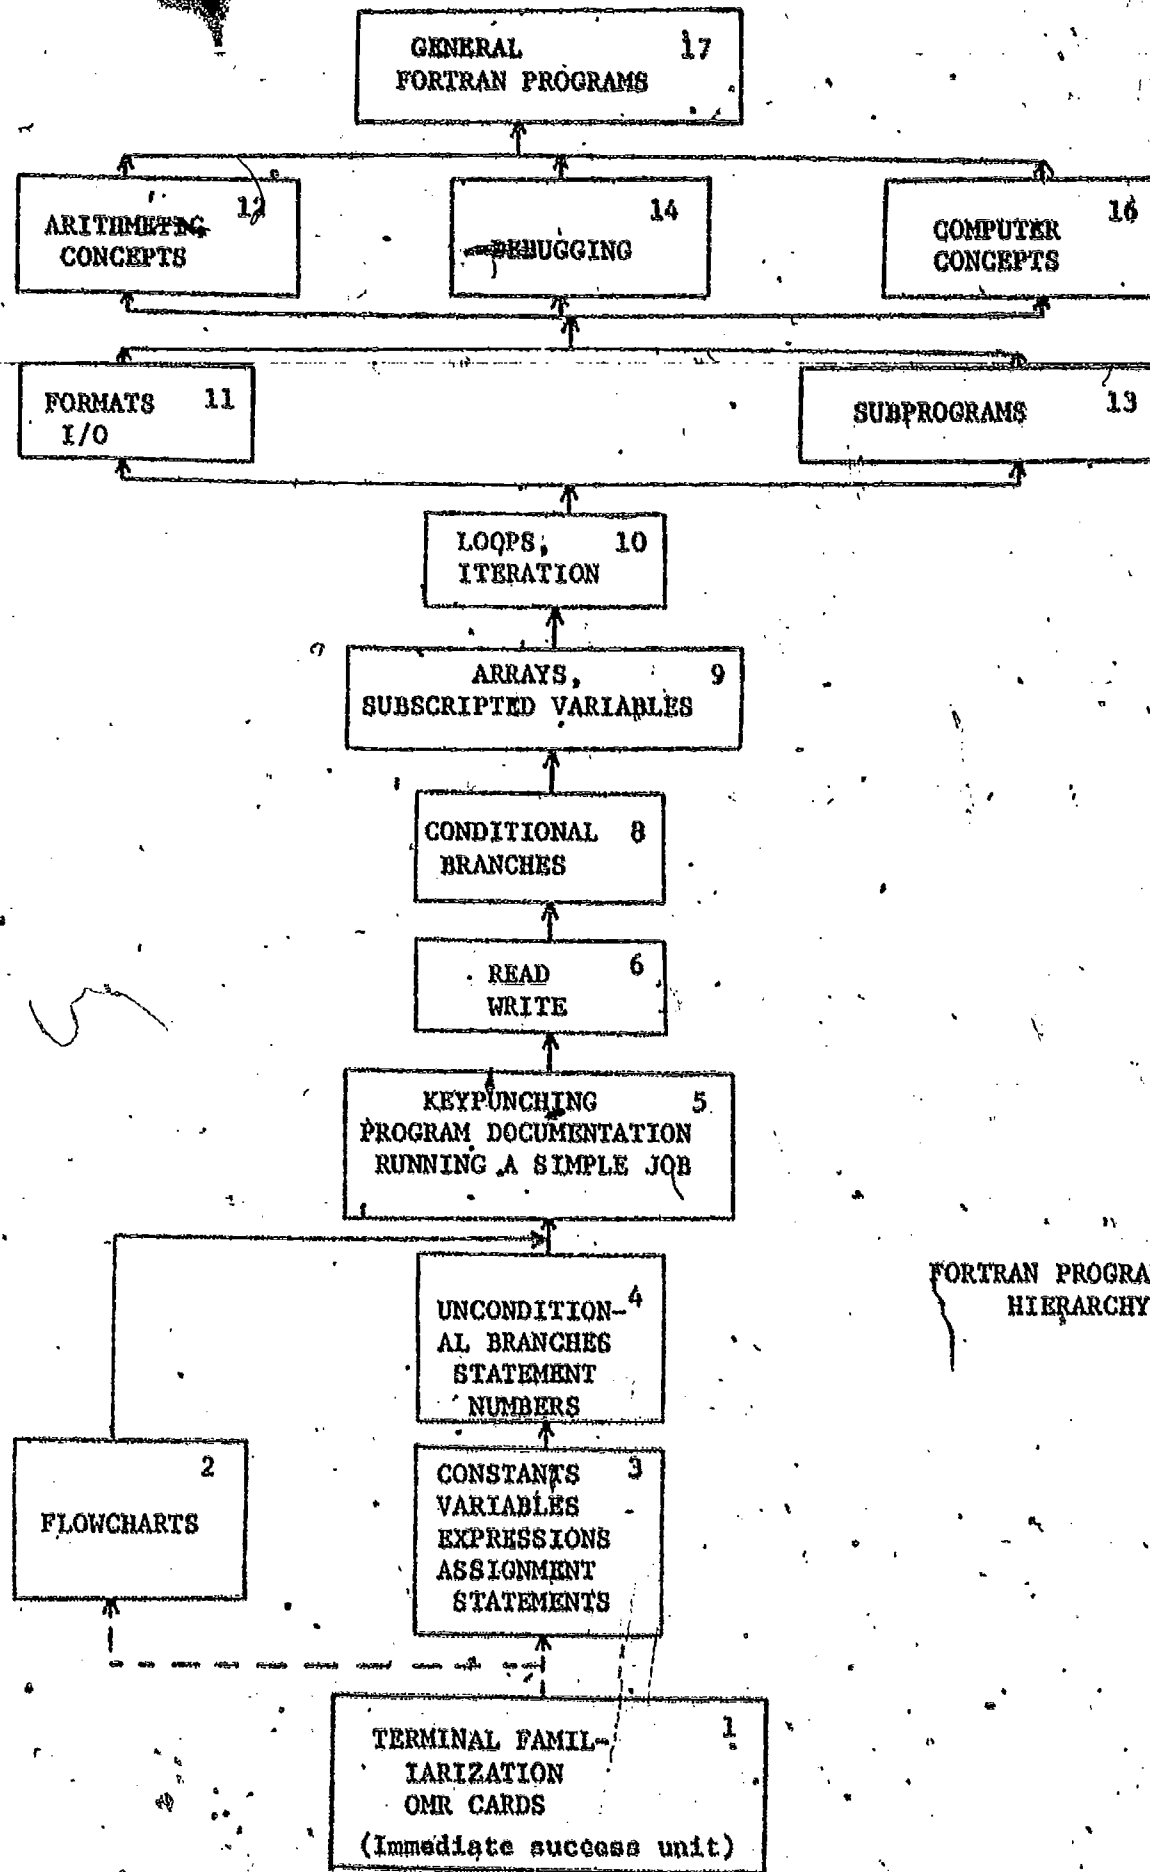 GENERAL 17
FORTRAN PROGRAMS
ARITHMETIC 12
CONCEPTS
14
DEBUGGING
16
COMPUTER
CONCEPTS
FORMATS 11
I/O
SUBPROGRAMS 13
LOOPS, 10
ITERATION
ARRAYS, 9
SUBSCRIPTED VARIABLES
CONDITIONAL 8
BRANCHES
READ 6
WRITE
KEYPUNCHING 5
PROGRAM DOCUMENTATION
RUNNING A SIMPLE JOB
4
UNCONDITION-
AL BRANCHES
STATEMENT
NUMBERS
FORTRAN PROGRA
HIERARCHY
2
FLOWCHARTS
CONSTANTS 3
VARIABLES
EXPRESSIONS
ASSIGNMENT
STATEMENTS
TERMINAL FAMIL- 1
IARIZATION
OMR CARDS
(Immediate success unit)